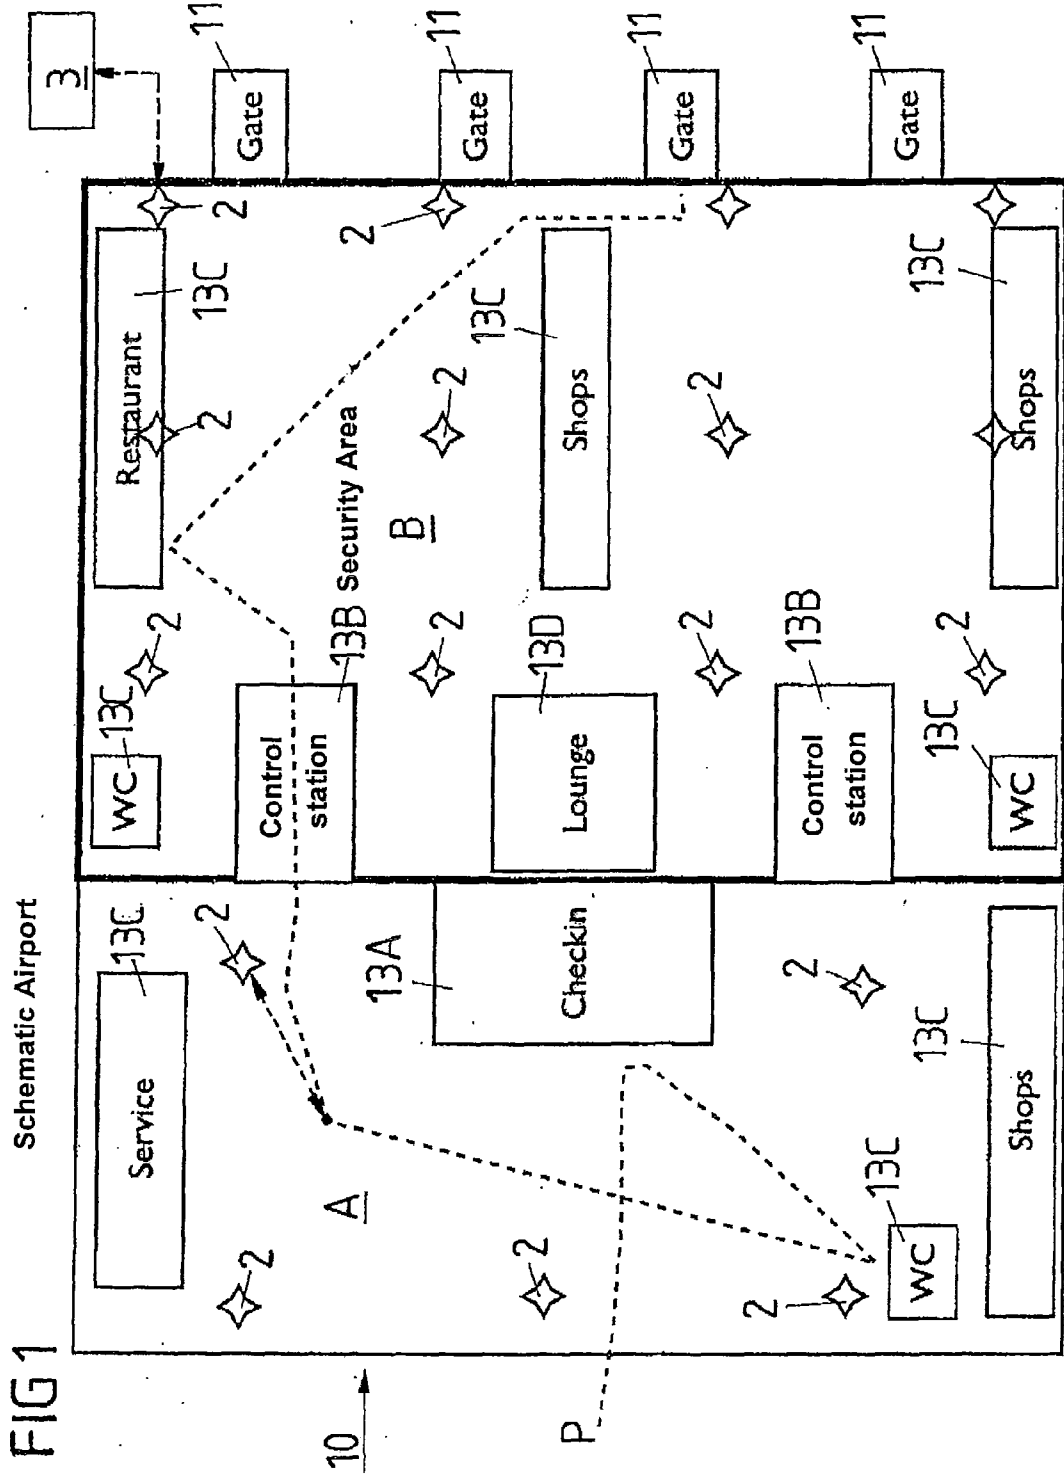 FIG 1
Schematic Airport
3
Service
13C
WC
13C
Restaurant
2
13C
2
2
11
2
2
Gate
Control
station
10
A
13B
Security Area
2
13A
B
2
2
11
Gate
13C
2
13D
P
Checkin
Lounge
Shops
11
2
2
Gate
2
2
13B
Control
station
11
13C
WC
Gate
13C
13C
2
13C
Shops
WC
Shops